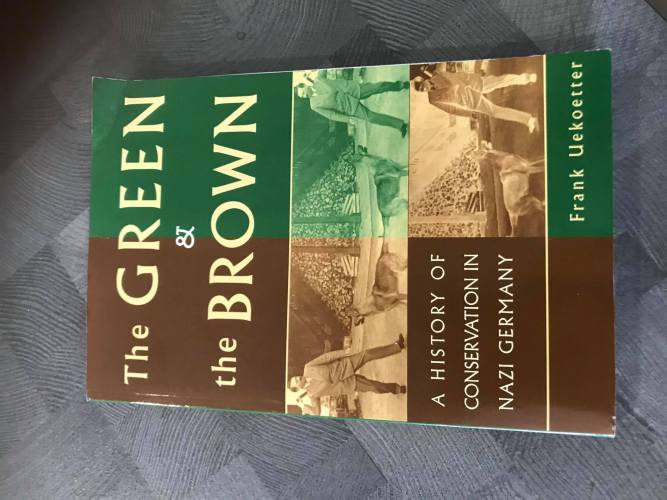 The GREEN
&
the BROWN
A HISTORY OF
CONSERVATION IN
NAZI GERMANY
Frank Uekoetter